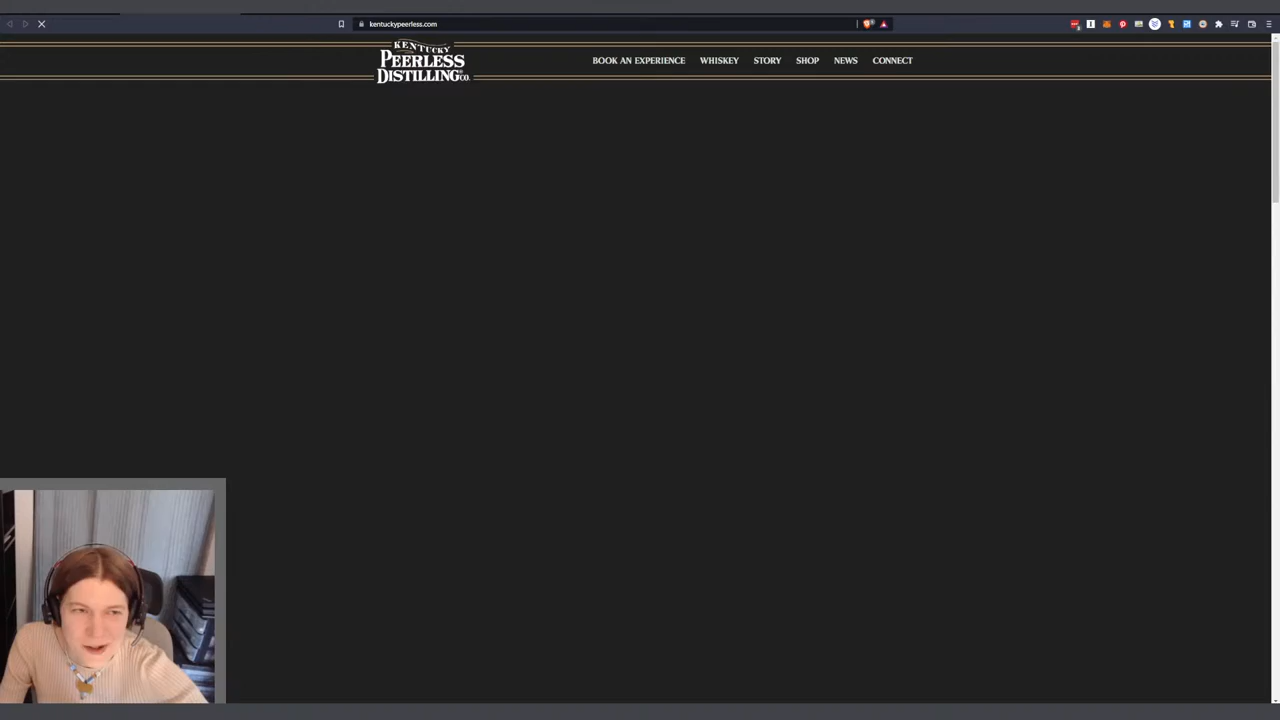 kentuckypeerless.com
KENTUCKY
PEERLESS
DISTILLING CO.
BOOK AN EXPERIENCE WHISKEY STORY SHOP NEWS CONNECT